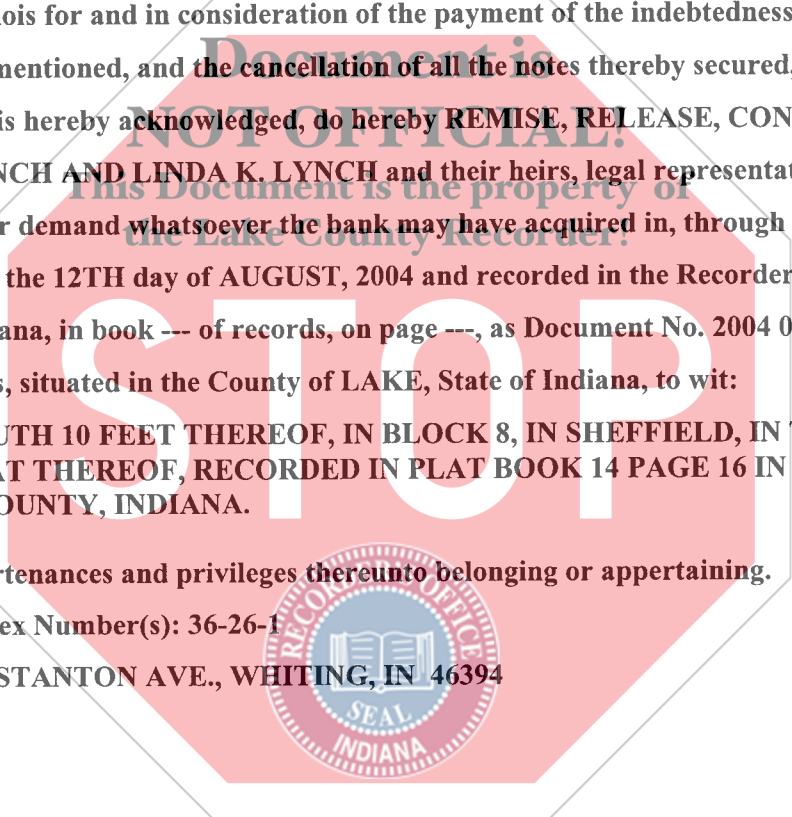 ois for and in consideration of the payment of the indebtedness
Document is
mentioned, and the cancellation of all the notes thereby secured,
NOT OFFICIAL!
is hereby acknowledged, do hereby REMISE, RELEASE, CON
NCH AND LINDA K. LYNCH and their heirs, legal representat
This Document is the property of
r demand whatsoever the bank may have acquired in, through
the Lake County Recorder!
the 12TH day of AUGUST, 2004 and recorded in the Recorder
ana, in book --- of records, on page ---, as Document No. 2004 0
s, situated in the County of LAKE, State of Indiana, to wit:
STOP
UTH 10 FEET THEREOF, IN BLOCK 8, IN SHEFFIELD, IN
AT THEREOF, RECORDED IN PLAT BOOK 14 PAGE 16 IN
OUNTY, INDIANA.
rtenances and privileges thereunto belonging or appertaining.
ex Number(s): 36-26-1
STANTON AVE., WHITING, IN 46394
RECORDER'S OFFICE
SEAL
INDIANA